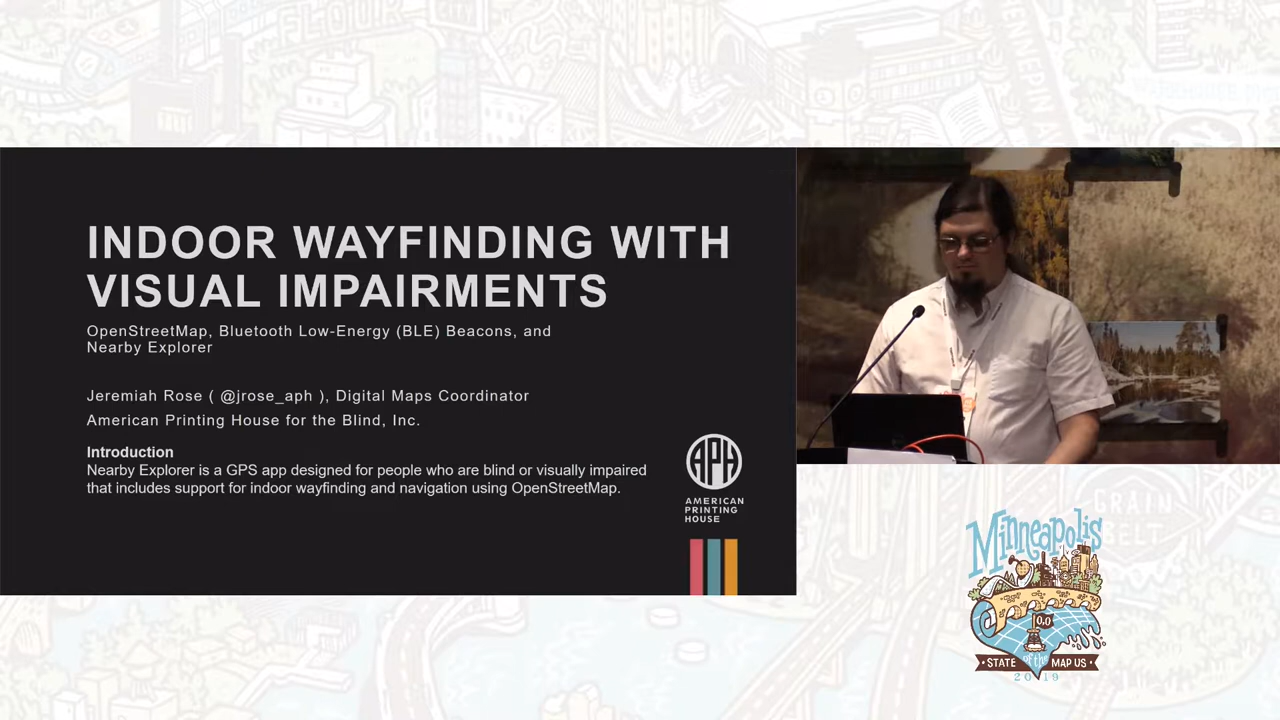 INDOOR WAYFINDING WITH
VISUAL IMPAIRMENTS
OpenStreetMap, Bluetooth Low-Energy (BLE) Beacons, and
Nearby Explorer
Jeremiah Rose ( @jrose_aph ), Digital Maps Coordinator
American Printing House for the Blind, Inc.
Introduction
Nearby Explorer is a GPS app designed for people who are blind or visually impaired
that includes support for indoor wayfinding and navigation using OpenStreetMap.
APH
AMERICAN
PRINTING
HOUSE
GRAIN
BELT
Minneapolis
STATE of the MAP US
2019
FLOUR